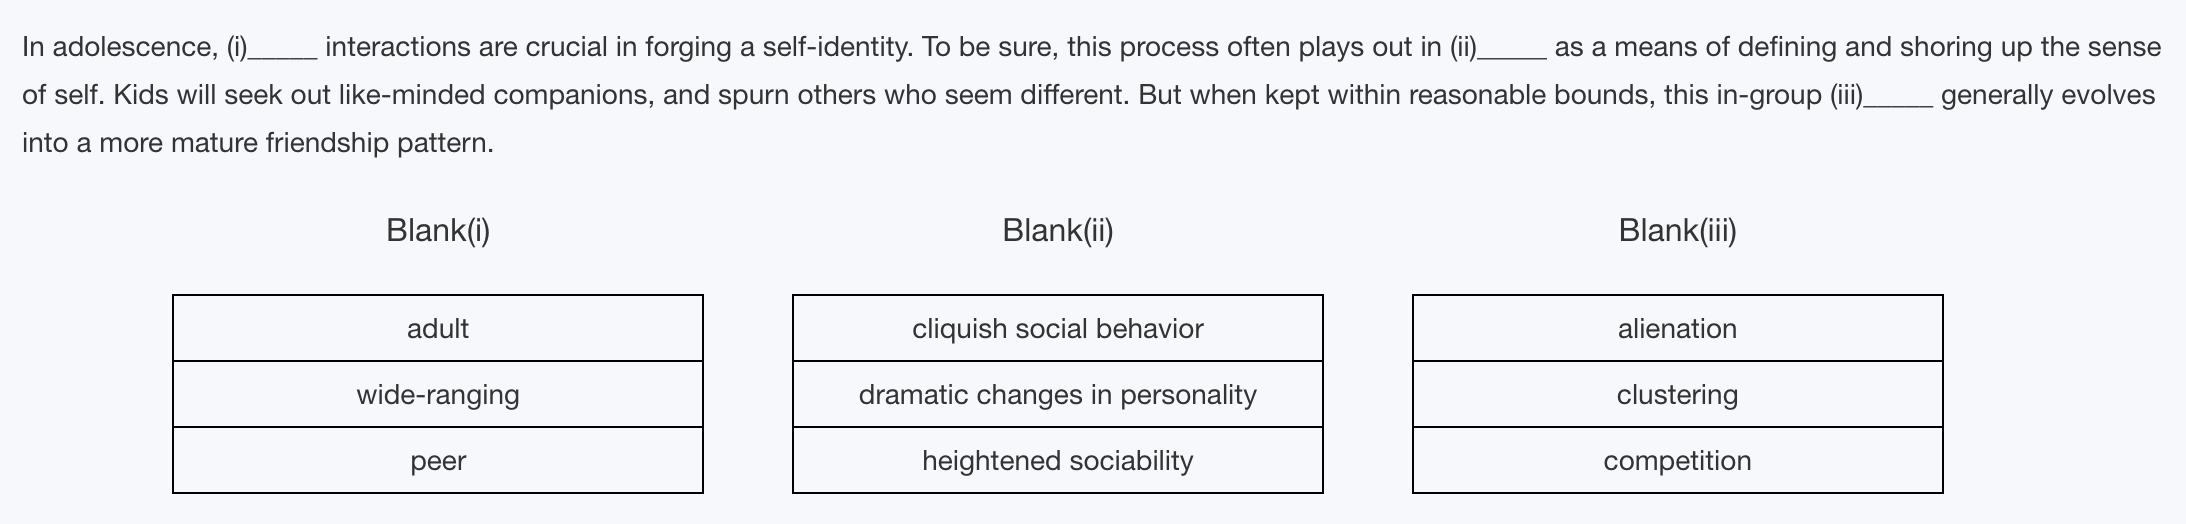 In adolescence, (i)_____ interactions are crucial in forging a self-identity. To be sure, this process often plays out in (ii)_____ as a means of defining and shoring up the sense
of self. Kids will seek out like-minded companions, and spurn others who seem different. But when kept within reasonable bounds, this in-group (iii)_____ generally evolves
into a more mature friendship pattern.
Blank(i) Blank(ii) Blank(iii)
adult cliquish social behavior alienation
wide-ranging dramatic changes in personality clustering
peer heightened sociability competition